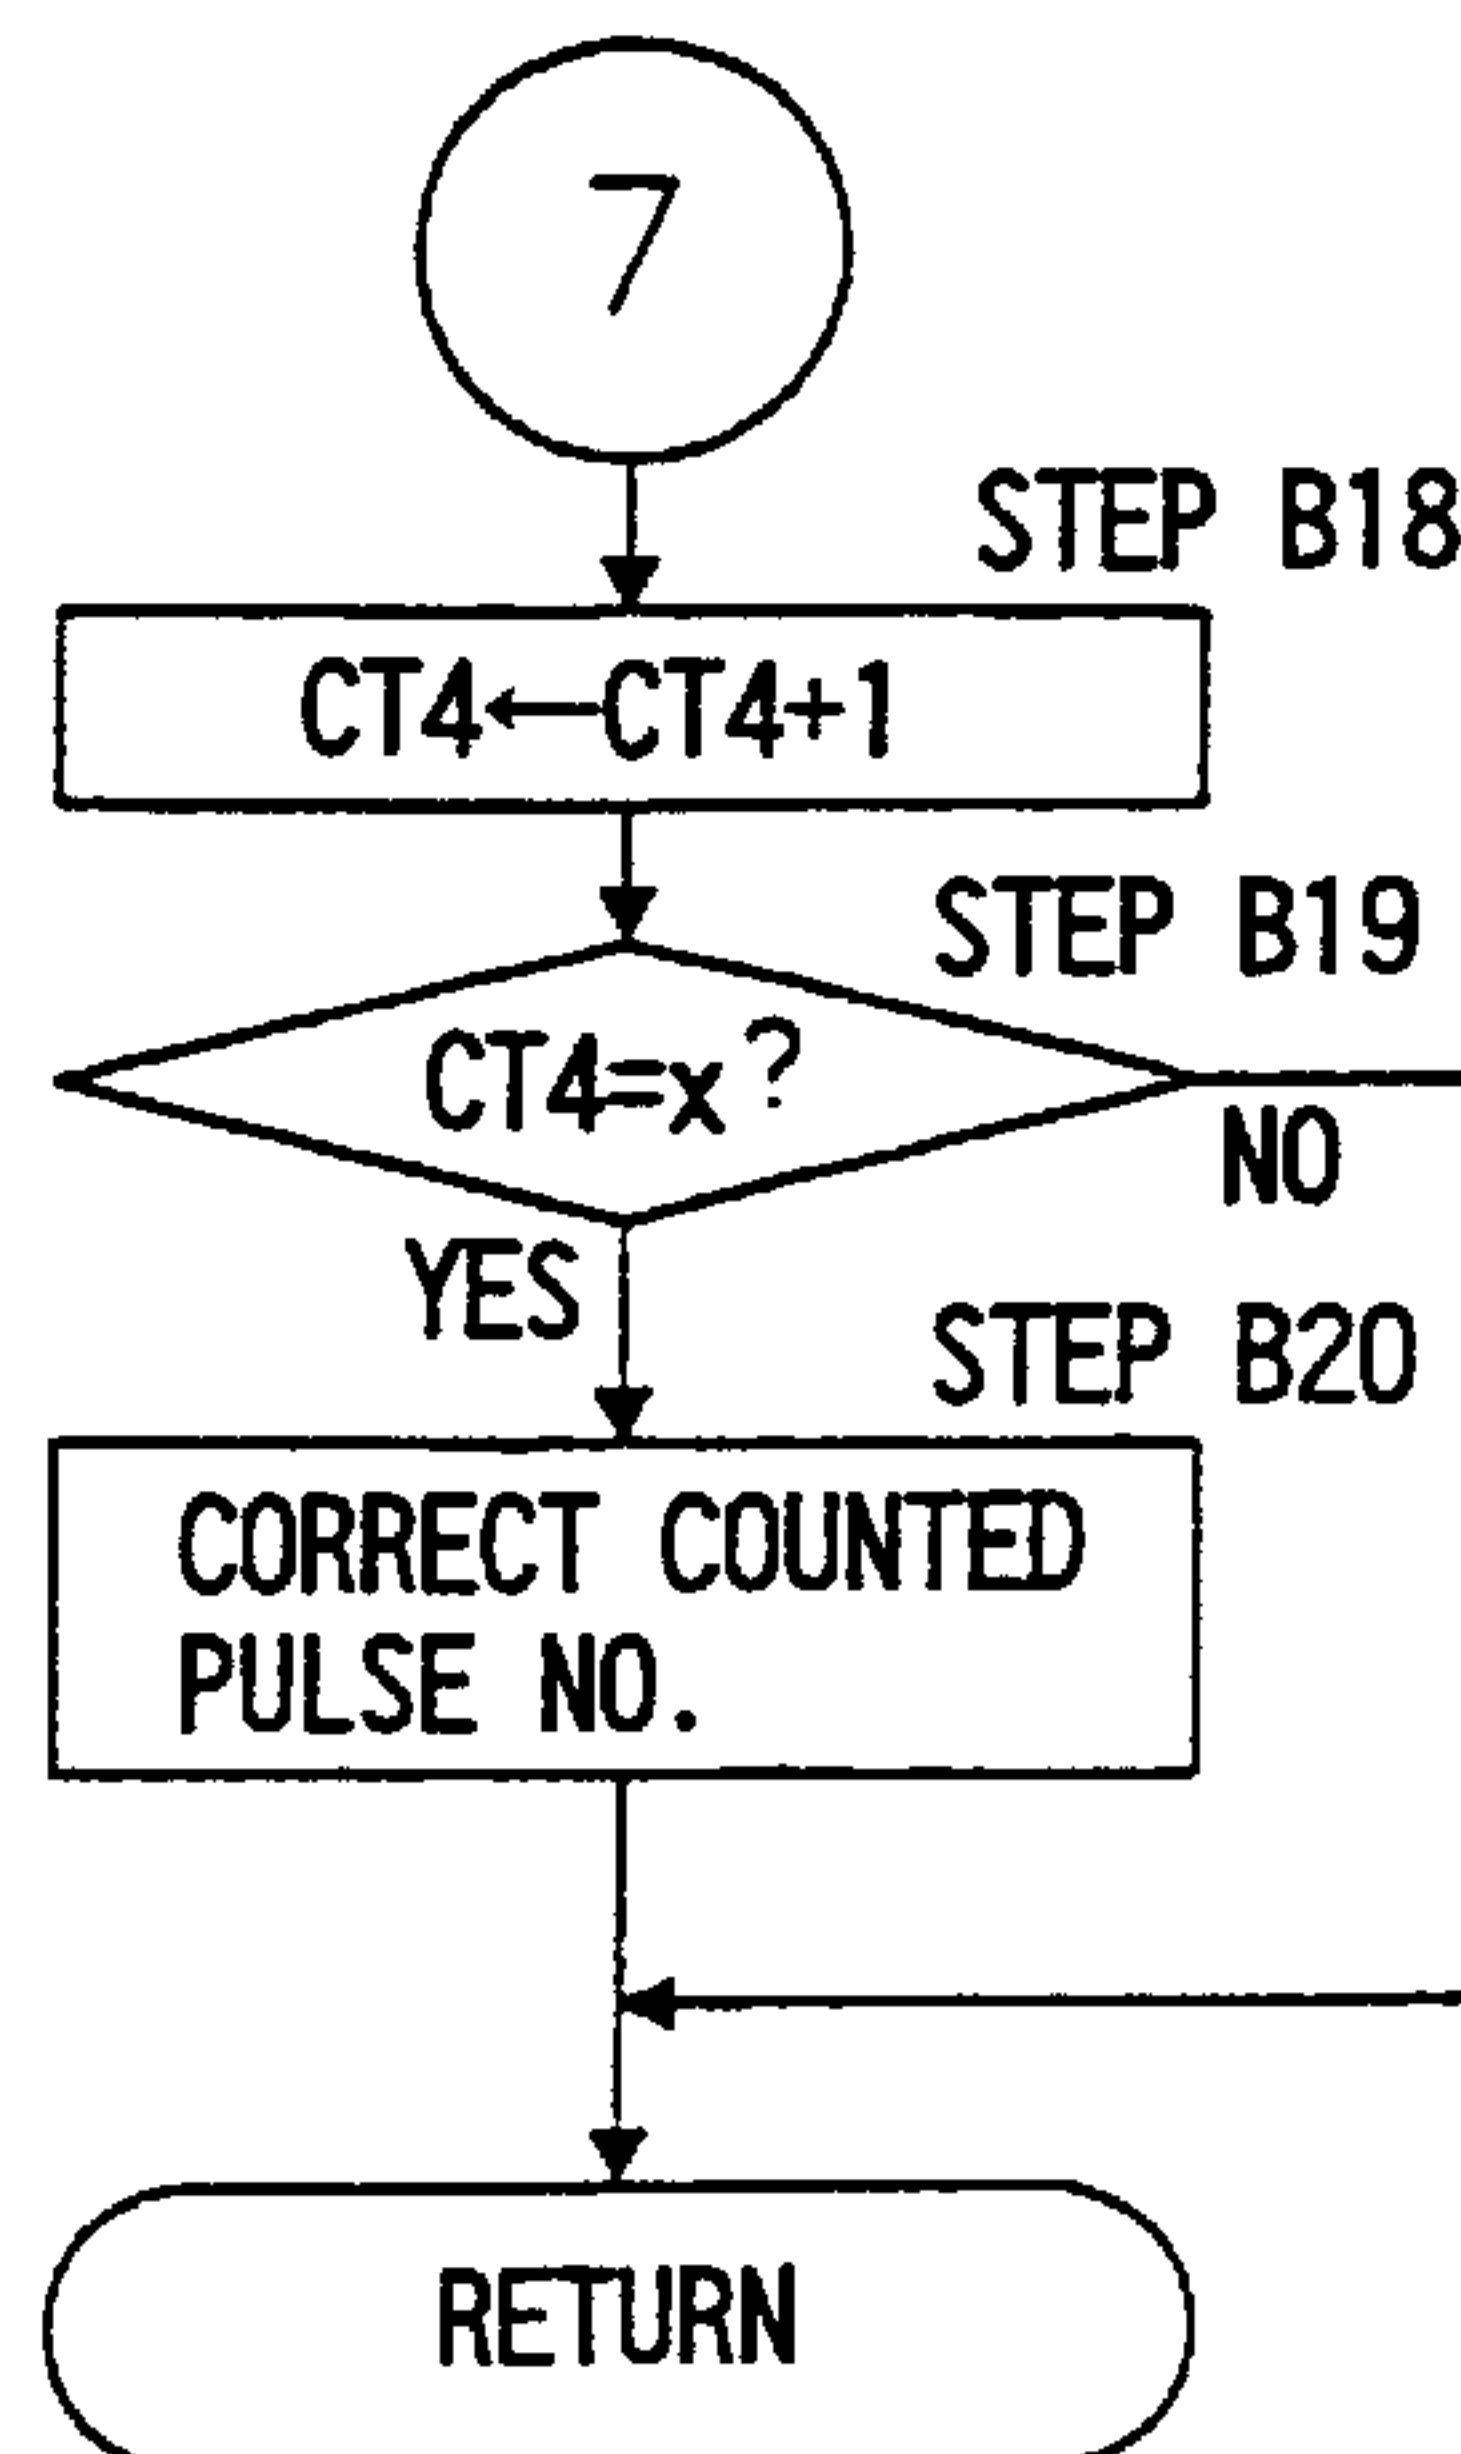 7
STEP B18
CT4←CT4+1
STEP B19
CT4=x?
NO
YES
STEP B20
CORRECT COUNTED
PULSE NO.
RETURN